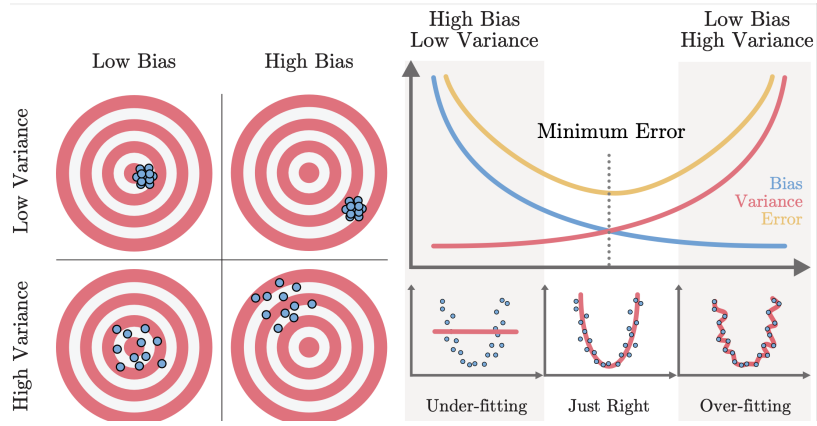 Low Bias
High Bias
Low Variance
High Variance
High Bias
Low Variance
Low Bias
High Variance
Minimum Error
Bias
Variance
Error
Under-fitting
Just Right
Over-fitting